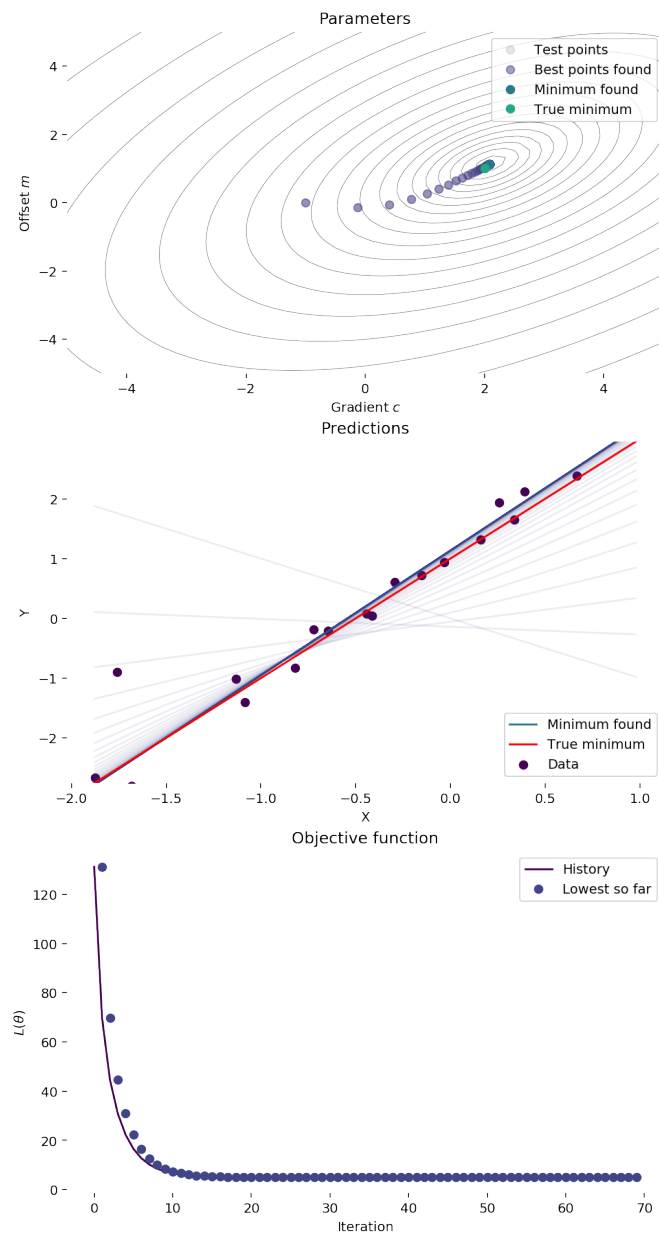 Parameters
4
2
0
−2
−4
Offset m
Test points
Best points found
Minimum found
True minimum
−4
−2
0
2
4
Gradient c
Predictions
2
1
0
−1
−2
Y
Minimum found
True minimum
Data
−2.0
−1.5
−1.0
−0.5
0.0
0.5
1.0
X
Objective function
120
100
80
60
40
20
0
L(θ)
History
Lowest so far
0
10
20
30
40
50
60
70
Iteration